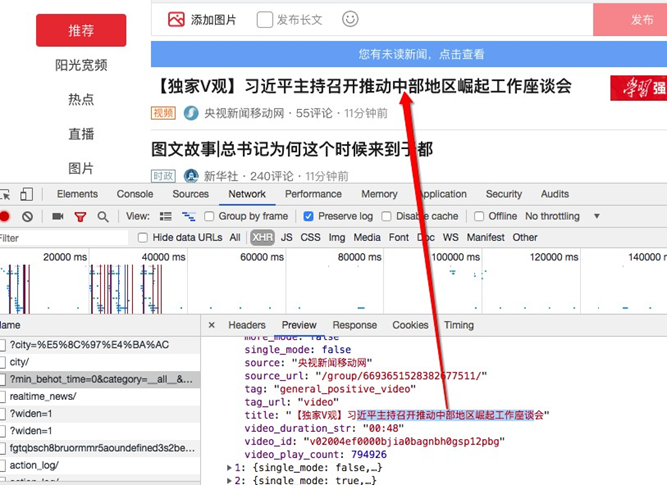 推荐
添加图片 发布长文 发布
阳光宽频
您有未读新闻，点击查看
【独家V观】习近平主持召开推动中部地区崛起工作座谈会
学习强
热点
视频 央视新闻移动网 · 55评论 · 11分钟前
直播
图文故事|总书记为何这个时候来到于都
图片
时政 新华社 · 240评论 · 11分钟前
Elements Console Sources Network Performance Memory Application Security Audits
View: Group by frame Preserve log Disable cache Offline No throttling
Filter Hide data URLs All XHR JS CSS Img Media Font Doc WS Manifest Other
20000 ms 40000 ms 60000 ms 80000 ms 100000 ms 120000 ms 140000 m
lame × Headers Preview Response Cookies Timing
more_mode: false
?city=%E5%8C%97%E4%BA%AC
single_mode: false
city/
source: "央视新闻移动网"
source_url: "/group/6693651528382677511/"
?min_behot_time=0&category=__all__&...
tag: "general_positive_video"
realtime_news/
tag_url: "video"
?widen=1
title: "【独家V观】习近平主持召开推动中部地区崛起工作座谈会"
?widen=1
video_duration_str: "00:48"
fgtqbsch8bruormmr5aoundefined3s2be...
video_id: "v02004ef0000bjia0bagnbh0gsp12pbg"
action_log/
video_play_count: 794926
1: {single_mode: false,…}
action_log/
2: {single_mode: true,…}